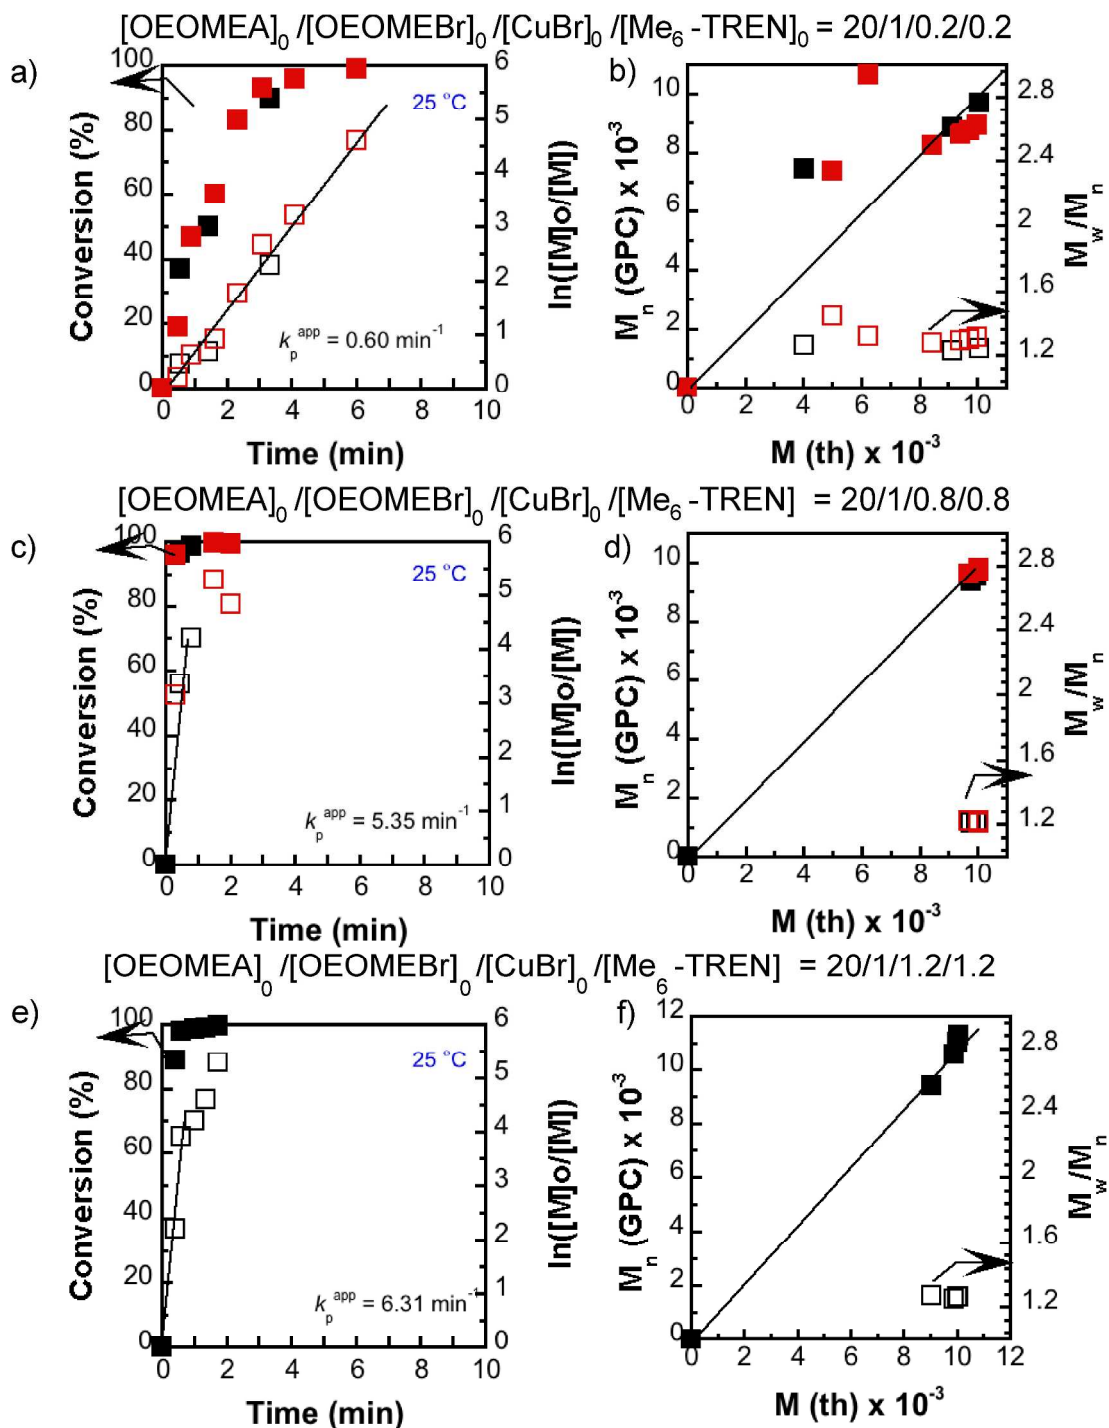 [OEOMEA]0 /[OEOMEBr]0 /[CuBr]0 /[Me6 -TREN]0 = 20/1/0.2/0.2
a)
100
80
60
40
20
0
Conversion (%)
6
5
4
3
2
1
0
ln([M]o/[M])
25 °C
kp^app = 0.60 min-1
0 2 4 6 8 10
Time (min)
b)
10
8
6
4
2
0
Mn (GPC) x 10-3
2.8
2.4
2
1.6
1.2
Mw/Mn
0 2 4 6 8 10
M (th) x 10-3
[OEOMEA]0 /[OEOMEBr]0 /[CuBr]0 /[Me6 -TREN] = 20/1/0.8/0.8
c)
100
80
60
40
20
0
Conversion (%)
6
5
4
3
2
1
0
ln([M]o/[M])
25 °C
kp^app = 5.35 min-1
0 2 4 6 8 10
Time (min)
d)
10
8
6
4
2
0
Mn (GPC) x 10-3
2.8
2.4
2
1.6
1.2
Mw/Mn
0 2 4 6 8 10
M (th) x 10-3
[OEOMEA]0 /[OEOMEBr]0 /[CuBr]0 /[Me6 -TREN] = 20/1/1.2/1.2
e)
100
80
60
40
20
0
Conversion (%)
6
5
4
3
2
1
0
ln([M]o/[M])
25 °C
kp^app = 6.31 min-1
0 2 4 6 8 10
Time (min)
f)
12
10
8
6
4
2
0
Mn (GPC) x 10-3
2.8
2.4
2
1.6
1.2
Mw/Mn
0 2 4 6 8 10 12
M (th) x 10-3